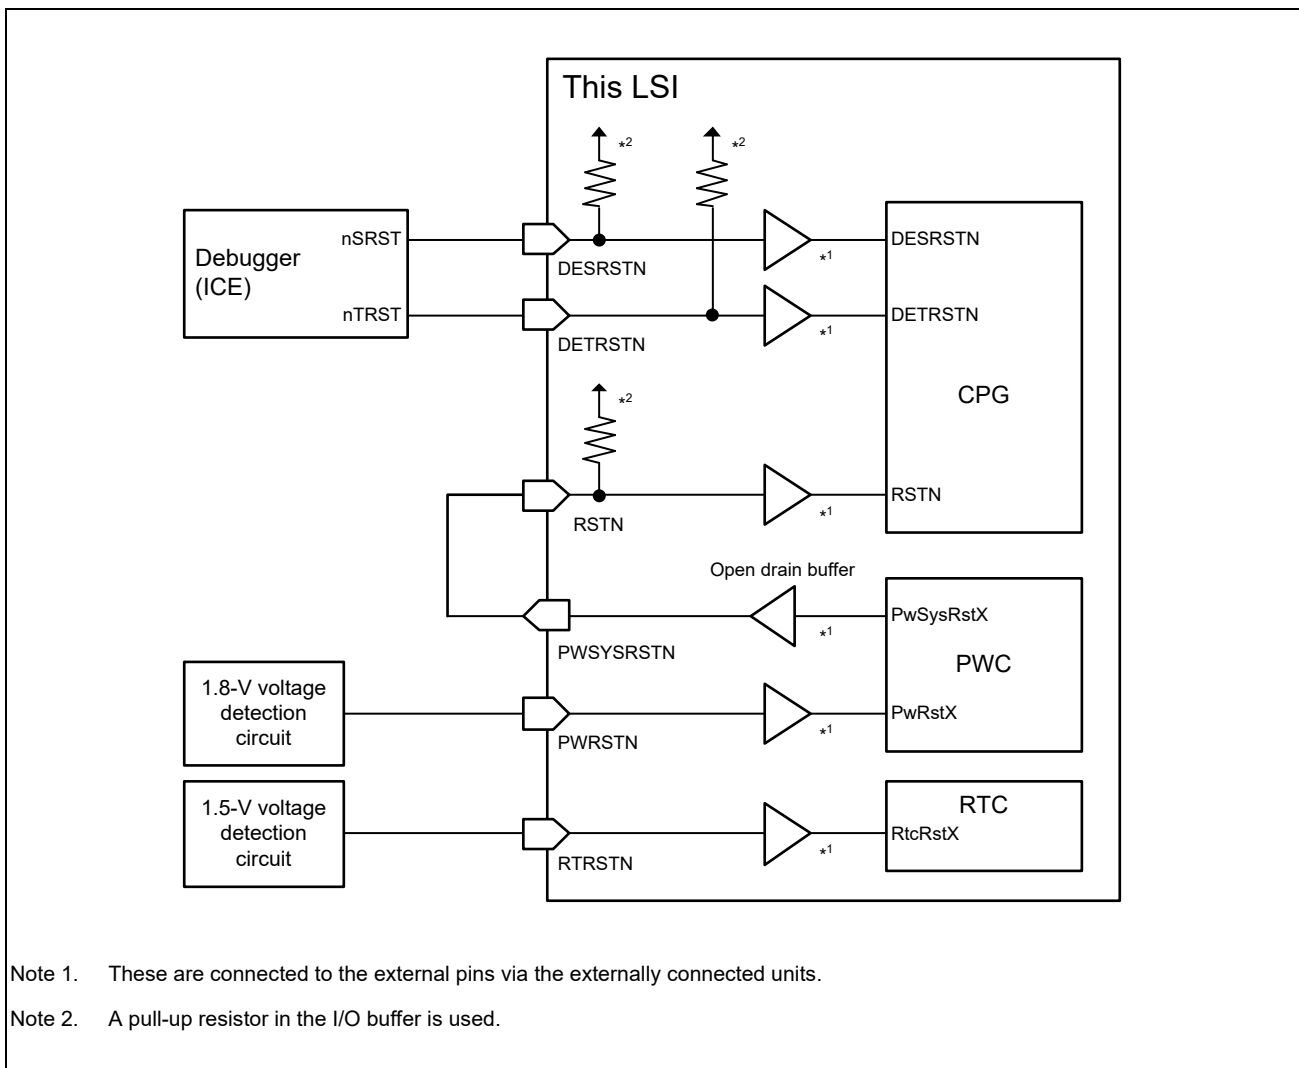 This LSI
*2
*2
Debugger
(ICE)
nSRST
nTRST
DESRSTN
*1
DESRSTN
DETRSTN
*1
DETRSTN
CPG
*2
RSTN
*1
RSTN
Open drain buffer
PWSYSRSTN
*1
PwSysRstX
PWC
1.8-V voltage
detection
circuit
PWRSTN
*1
PwRstX
1.5-V voltage
detection
circuit
RTRSTN
*1
RTC
RtcRstX
Note 1. These are connected to the external pins via the externally connected units.
Note 2. A pull-up resistor in the I/O buffer is used.